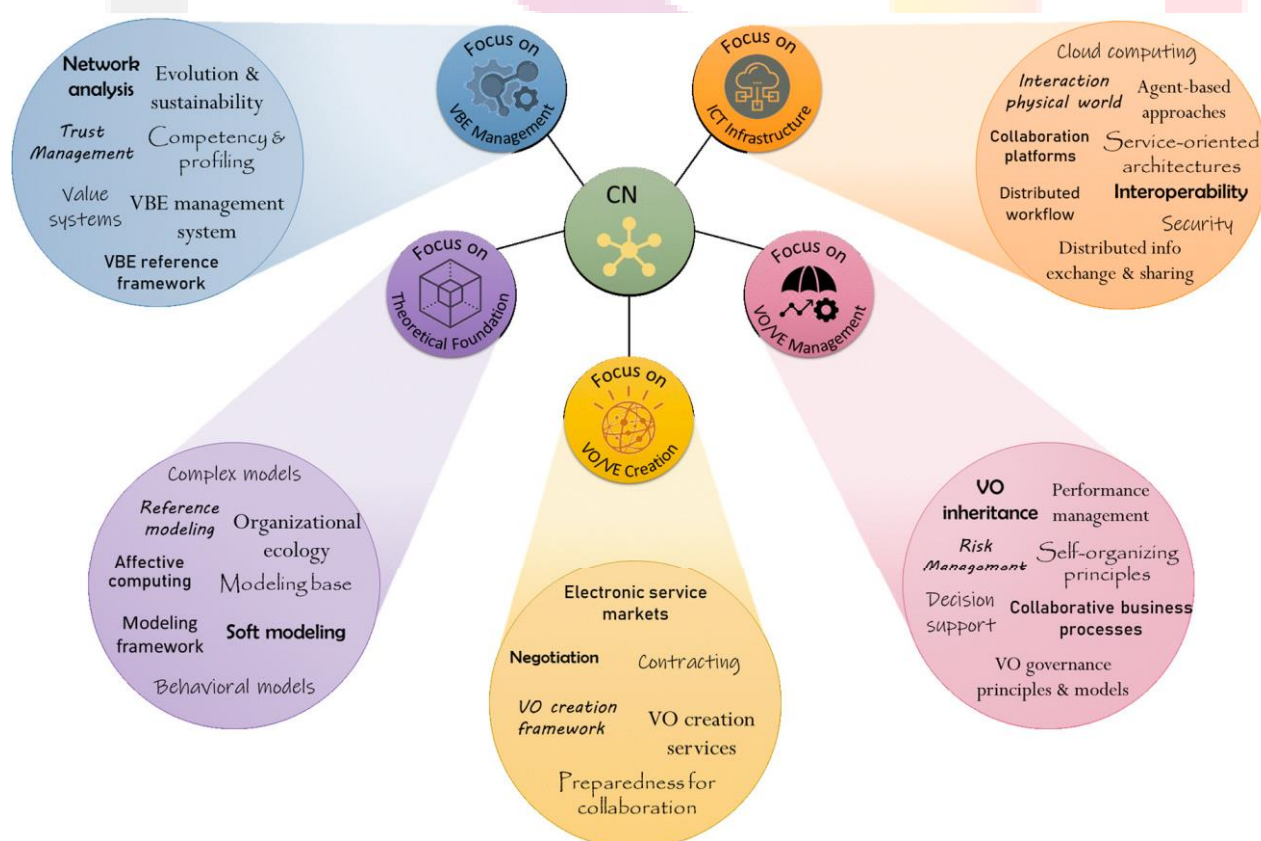 CN
Focus on
VBE Management
Network
analysis
Evolution &
sustainability
Trust
Management
Competency &
profiling
Value
systems
VBE management
system
VBE reference
framework
Focus on
ICT Infrastructure
Cloud computing
Interaction
physical world
Agent-based
approaches
Collaboration
platforms
Service-oriented
architectures
Distributed
workflow
Interoperability
Security
Distributed info
exchange & sharing
Focus on
Theoretical Foundation
Complex models
Reference
modeling
Organizational
ecology
Affective
computing
Modeling base
Modeling
framework
Soft modeling
Behavioral models
Focus on
VO/VE Creation
Electronic service
markets
Negotiation
Contracting
VO creation
framework
VO creation
services
Preparedness for
collaboration
Focus on
VO/VE Management
VO
inheritance
Performance
management
Risk
Management
Self-organizing
principles
Decision
support
Collaborative business
processes
VO governance
principles & models